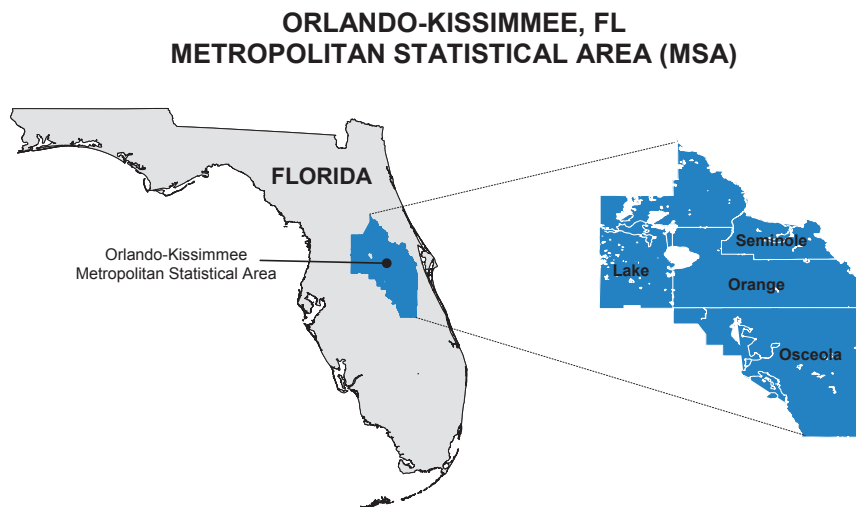 ORLANDO-KISSIMMEE, FL
METROPOLITAN STATISTICAL AREA (MSA)
FLORIDA
Orlando-Kissimmee
Metropolitan Statistical Area
Seminole
Lake
Orange
Osceola